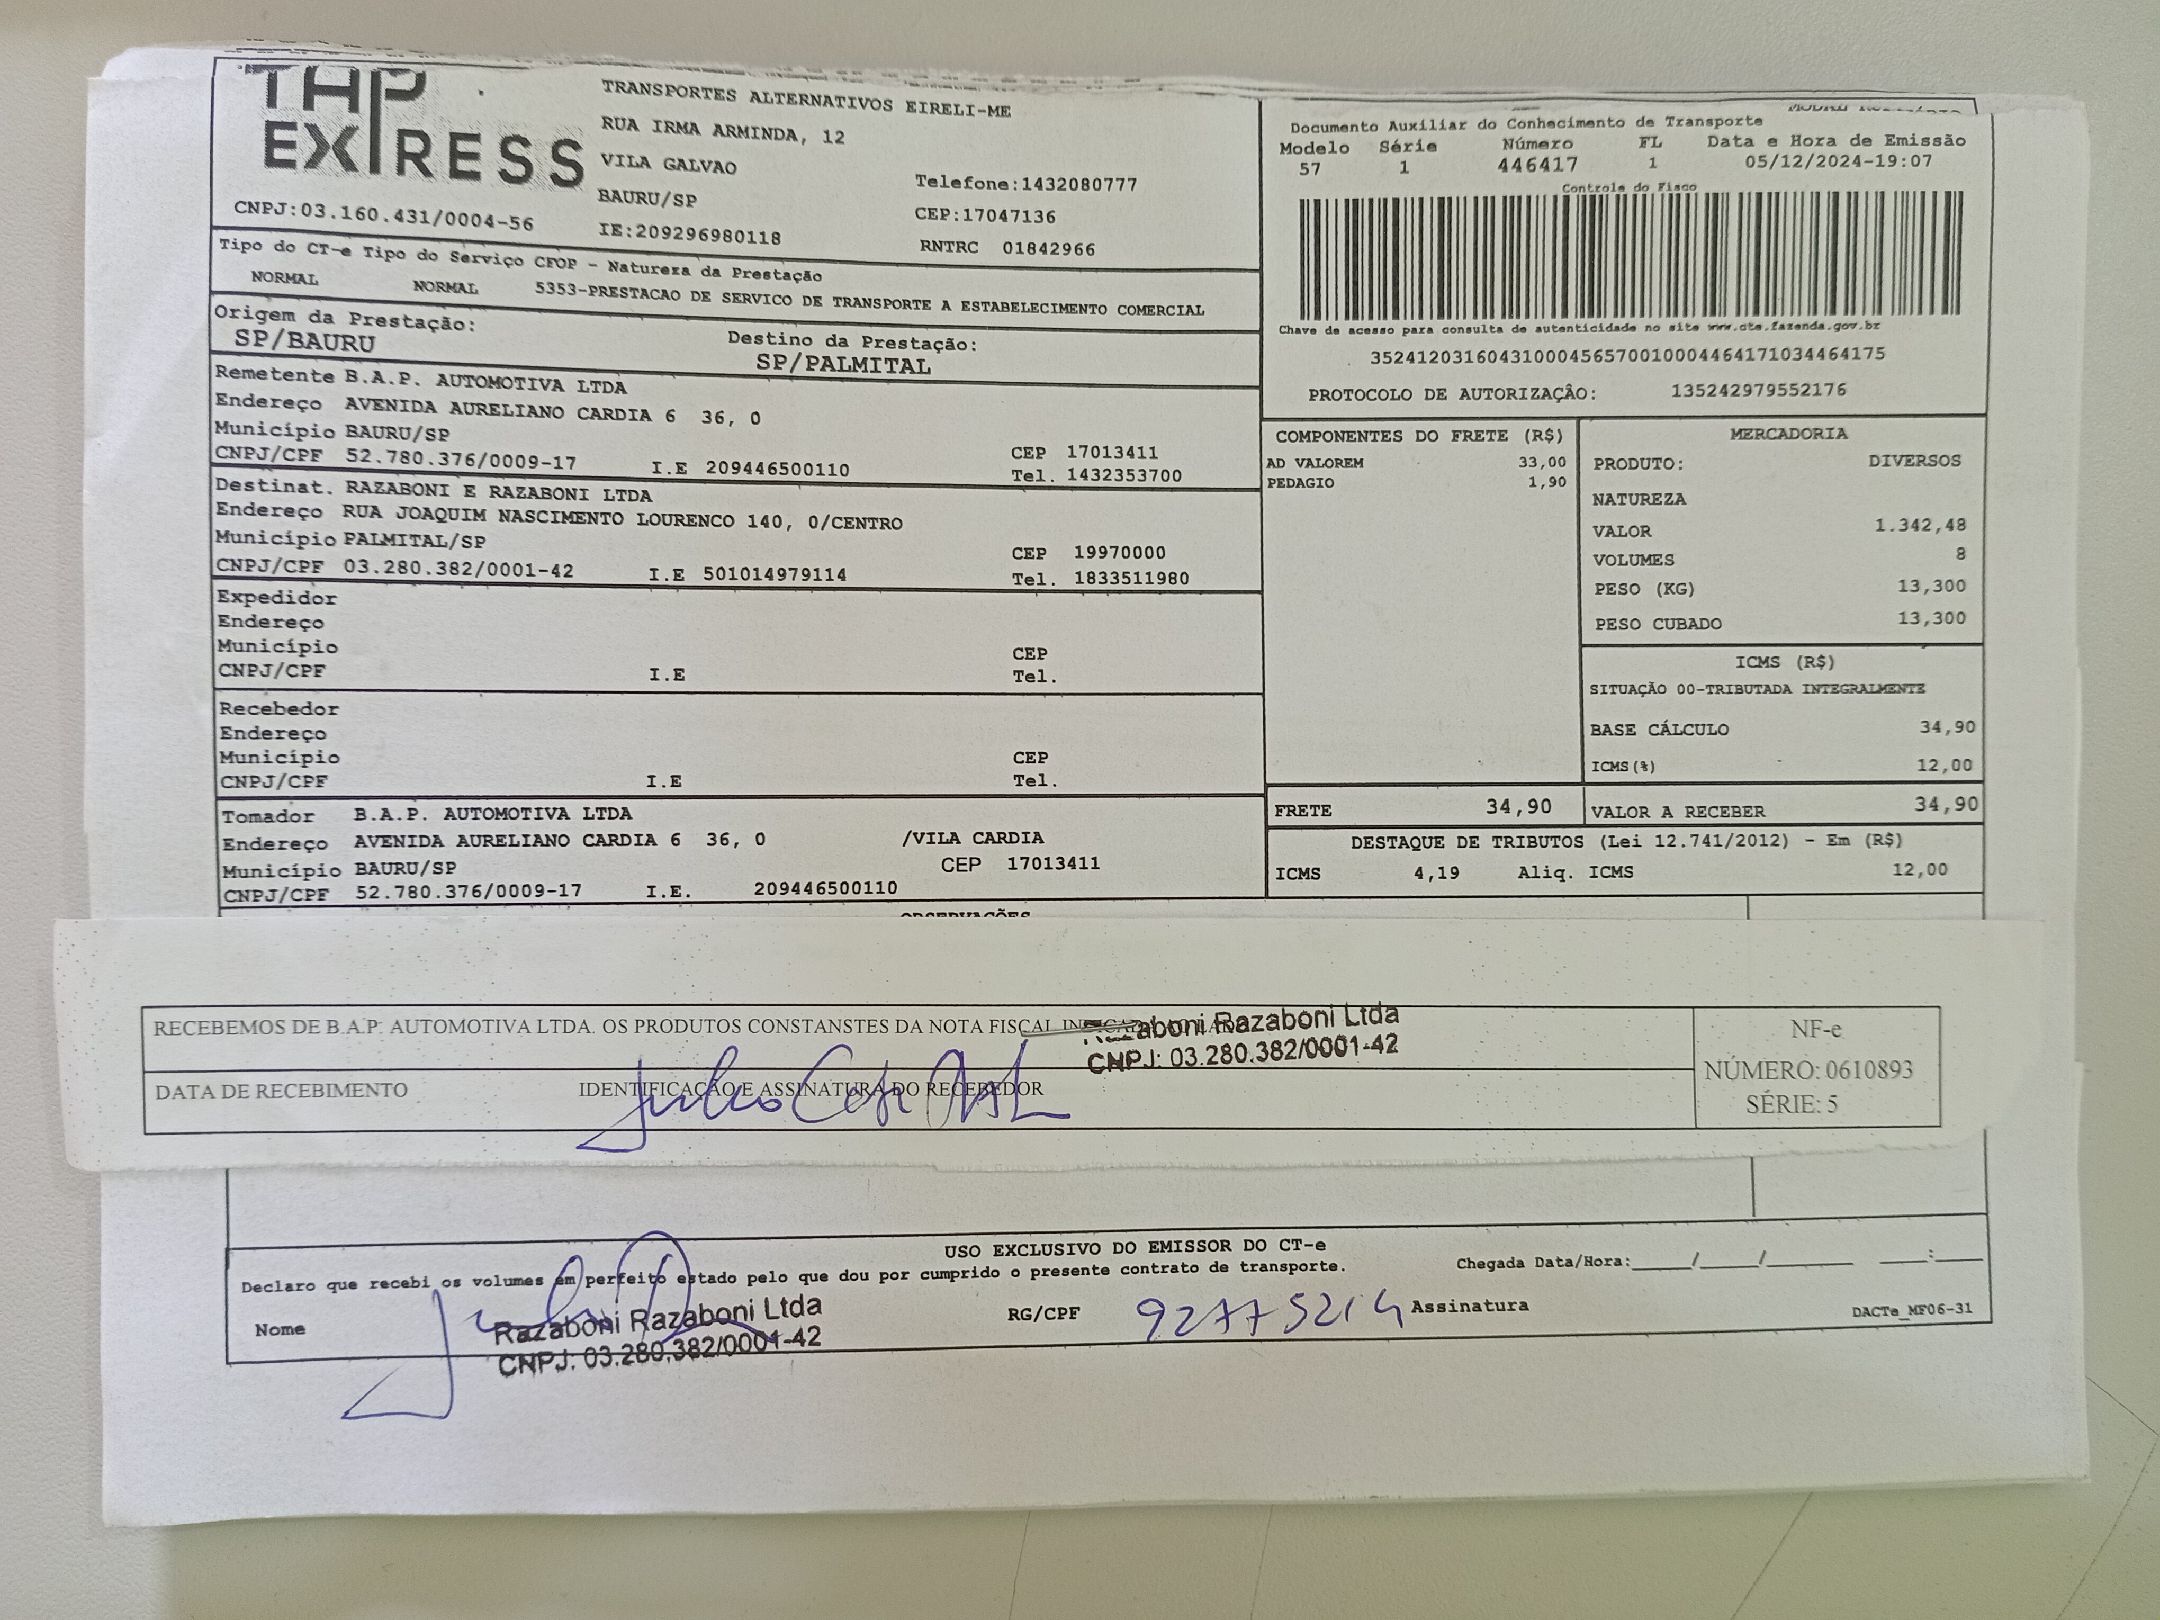 THP
EXPRESS
TRANSPORTES ALTERNATIVOS EIRELI-ME
RUA IRMA ARMINDA, 12
VILA GALVAO
BAURU/SP
IE:209296980118
Telefone:1432080777
CEP:17047136
RNTRC 01842966
CNPJ:03.160.431/0004-56
Documento Auxiliar do Conhecimento de Transporte
Modelo Série Número FL Data e Hora de Emissão
57 1 446417 1 05/12/2024-19:07
Controle do Fisco
Chave de acesso para consulta de autenticidade no site www.cte.fazenda.gov.br
35241203160431000456570010004464171034464175
PROTOCOLO DE AUTORIZAÇÂO: 135242979552176
Tipo do CT-e Tipo do Serviço CFOP - Natureza da Prestação
NORMAL NORMAL 5353-PRESTACAO DE SERVICO DE TRANSPORTE A ESTABELECIMENTO COMERCIAL
Origem da Prestação:
SP/BAURU
Destino da Prestação:
SP/PALMITAL
Remetente B.A.P. AUTOMOTIVA LTDA
Endereço AVENIDA AURELIANO CARDIA 6 36, 0
Município BAURU/SP CEP 17013411
CNPJ/CPF 52.780.376/0009-17 I.E 209446500110 Tel. 1432353700
Destinat. RAZABONI E RAZABONI LTDA
Endereço RUA JOAQUIM NASCIMENTO LOURENCO 140, 0/CENTRO
Município PALMITAL/SP CEP 19970000
CNPJ/CPF 03.280.382/0001-42 I.E 501014979114 Tel. 1833511980
Expedidor
Endereço
Município CEP
CNPJ/CPF I.E Tel.
Recebedor
Endereço
Município CEP
CNPJ/CPF I.E Tel.
Tomador B.A.P. AUTOMOTIVA LTDA
Endereço AVENIDA AURELIANO CARDIA 6 36, 0 /VILA CARDIA
Município BAURU/SP CEP 17013411
CNPJ/CPF 52.780.376/0009-17 I.E. 209446500110
COMPONENTES DO FRETE (R$)
AD VALOREM 33,00
PEDAGIO 1,90
MERCADORIA
PRODUTO: DIVERSOS
NATUREZA
VALOR 1.342,48
VOLUMES 8
PESO (KG) 13,300
PESO CUBADO 13,300
ICMS (R$)
SITUAÇÃO 00-TRIBUTADA INTEGRALMENTE
BASE CÁLCULO 34,90
ICMS(%) 12,00
FRETE 34,90 VALOR A RECEBER 34,90
DESTAQUE DE TRIBUTOS (Lei 12.741/2012) - Em (R$)
ICMS 4,19 Aliq. ICMS 12,00
OBSERVAÇÕES
RECEBEMOS DE B.A.P. AUTOMOTIVA LTDA. OS PRODUTOS CONSTANSTES DA NOTA FISCAL
Razaboni Razaboni Ltda
CNPJ: 03.280.382/0001-42
DATA DE RECEBIMENTO IDENTIFICAÇÃO E ASSINATURA DO RECEBEDOR
NF-e
NÚMERO: 0610893
SÉRIE: 5
USO EXCLUSIVO DO EMISSOR DO CT-e
Declaro que recebi os volumes em perfeito estado pelo que dou por cumprido o presente contrato de transporte.
Chegada Data/Hora:_____/_____/_______ ____:____
Nome
Razaboni Razaboni Ltda
CNPJ: 03.280.382/0001-42
RG/CPF 92775214 Assinatura
DACTe_MF06-31